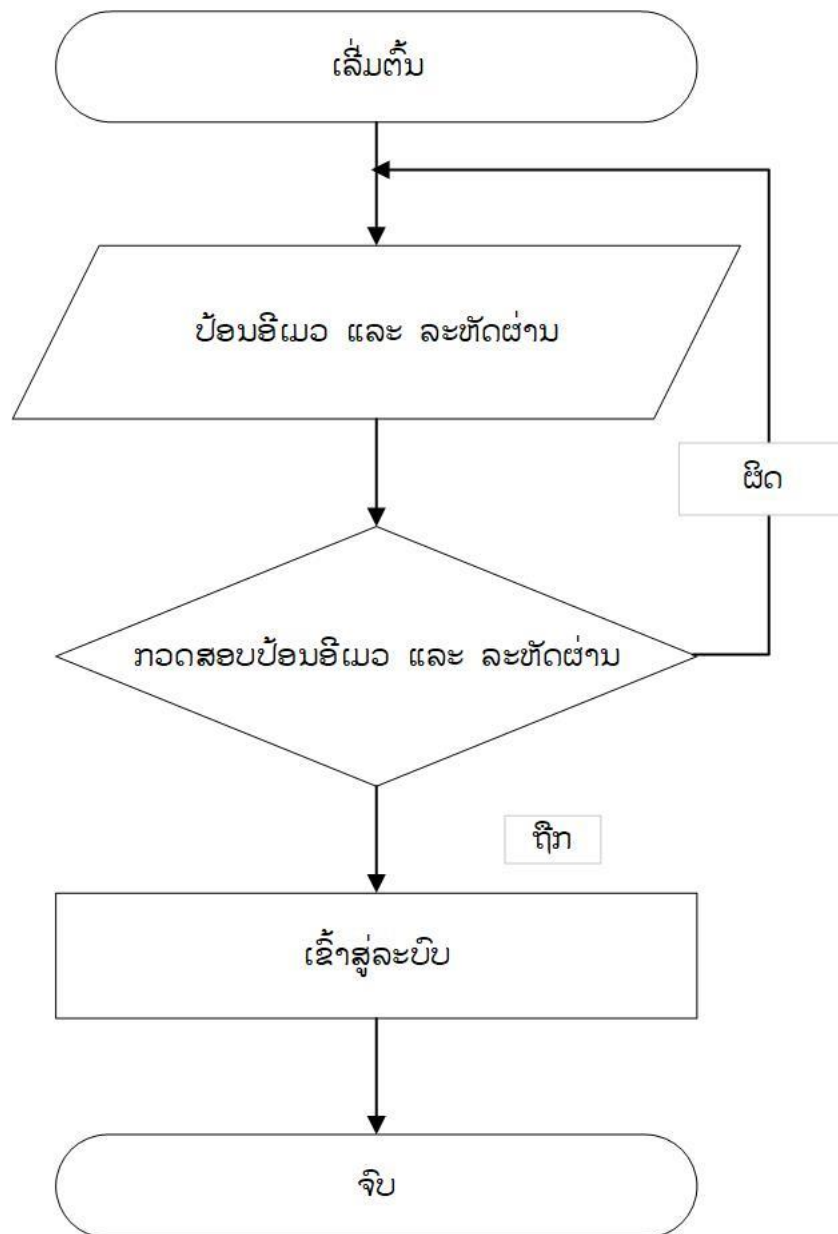 ເລີ່ມຕົ້ນ
ປ້ອນອີເມວ ແລະ ລະຫັດຜ່ານ
ຜິດ
ກວດສອບປ້ອນອີເມວ ແລະ ລະຫັດຜ່ານ
ຖືກ
ເຂົ້າສູ່ລະບົບ
ຈົບ